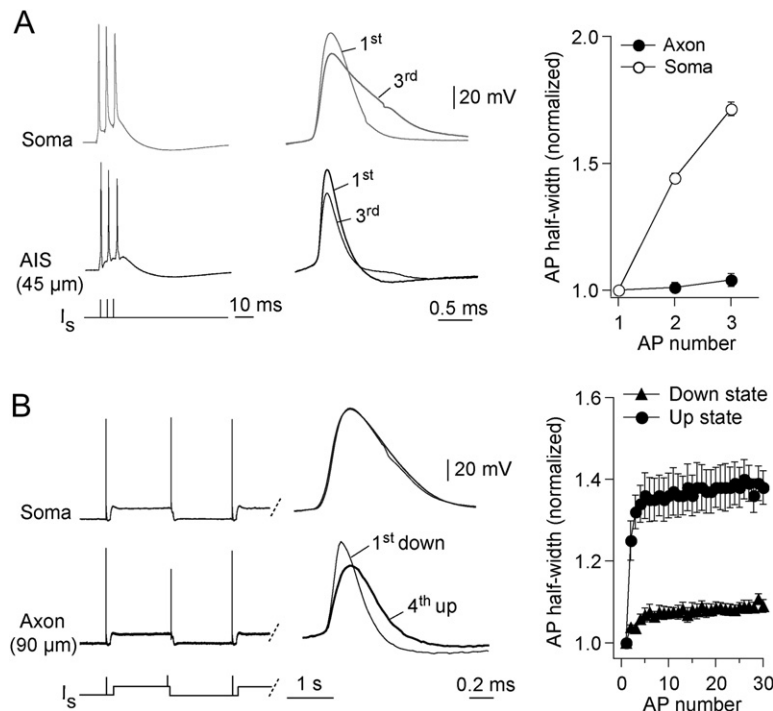 A
Soma
AIS
(45 µm)
I_S
10 ms
1st
3rd
20 mV
1st
3rd
0.5 ms
AP half-width (normalized)
2.0
1.5
1.0
Axon
Soma
1
2
3
AP number
B
Soma
Axon
(90 µm)
I_S
1 s
20 mV
1st down
4th up
0.2 ms
AP half-width (normalized)
1.6
1.4
1.2
1.0
Down state
Up state
0
10
20
30
AP number